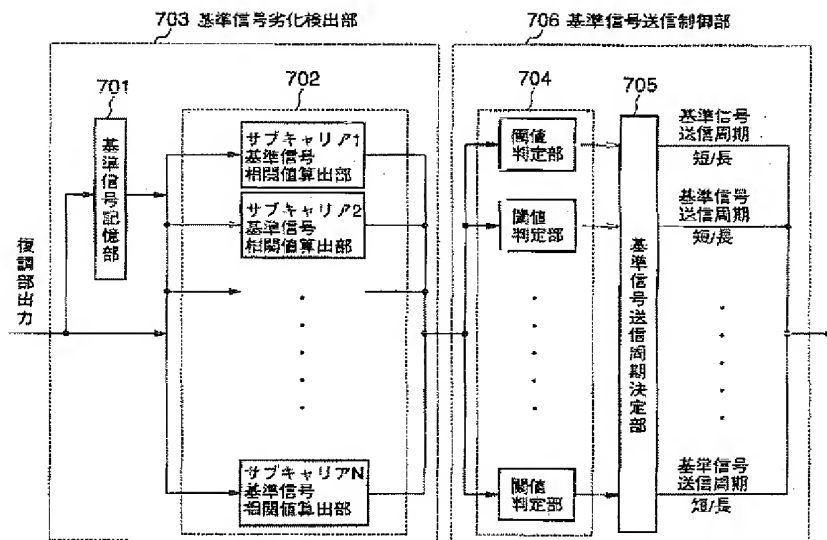 703 基準信号劣化検出部
706 基準信号送信制御部
701
702
704
705
基準信号記憶部
サブキャリア1
基準信号
相関値算出部
サブキャリア2
基準信号
相関値算出部
サブキャリアN
基準信号
相関値算出部
復調部出力
閾値
判定部
閾値
判定部
閾値
判定部
基準信号送信周期決定部
基準信号
送信周期
短/長
基準信号
送信周期
短/長
基準信号
送信周期
短/長